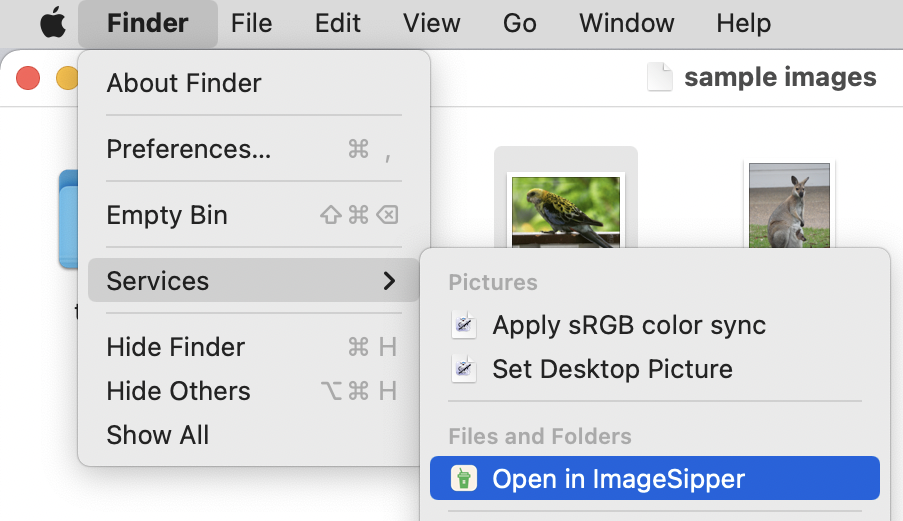 Finder File Edit View Go Window Help
sample images
About Finder
Preferences... ⌘ ,
Empty Bin ⇧⌘⌫
Services
Hide Finder ⌘ H
Hide Others ⌥⌘ H
Show All
Pictures
Apply sRGB color sync
Set Desktop Picture
Files and Folders
Open in ImageSipper